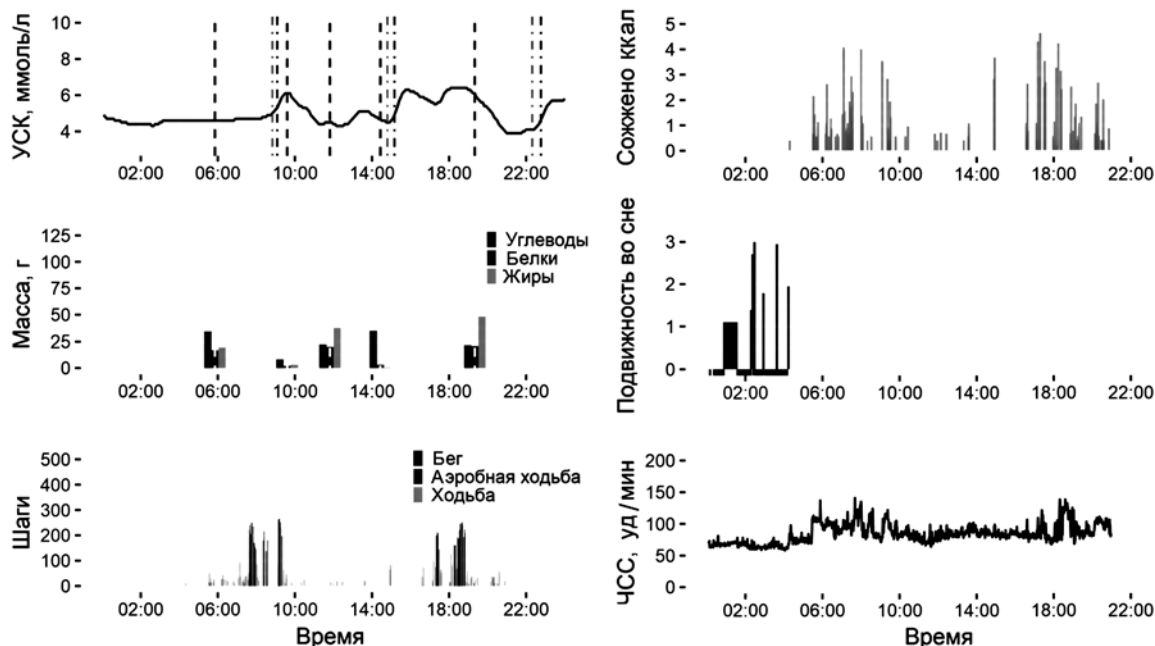 УСК, ммоль/л
10
8
6
4
02:00 06:00 10:00 14:00 18:00 22:00
Масса, г
125
100
75
50
25
0
Углеводы
Белки
Жиры
02:00 06:00 10:00 14:00 18:00 22:00
Шаги
500
400
300
200
100
0
Бег
Аэробная ходьба
Ходьба
02:00 06:00 10:00 14:00 18:00 22:00
Время
Сожжено ККал
5
4
3
2
1
0
02:00 06:00 10:00 14:00 18:00 22:00
Подвижность во сне
3
2
1
0
02:00 06:00 10:00 14:00 18:00 22:00
ЧСС, уд/мин
200
150
100
50
0
02:00 06:00 10:00 14:00 18:00 22:00
Время